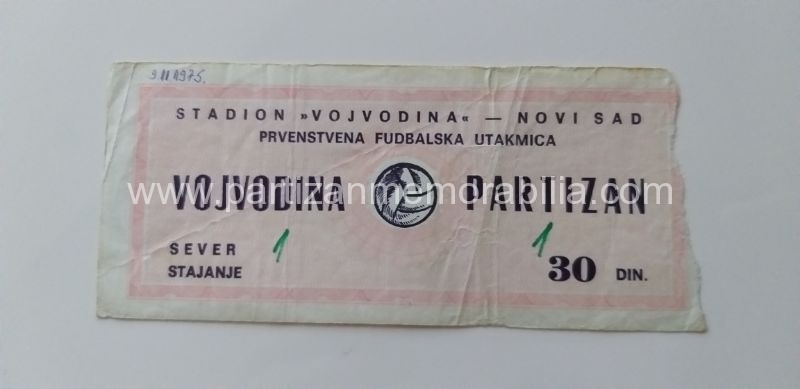 9.11 1975.
STADION »VOJVODINA« — NOVI SAD
PRVENSTVENA FUDBALSKA UTAKMICA
www.partizanmemorabilia.com
VOJVODINA PARTIZAN
SEVER 1 1
STAJANJE 30 DIN.